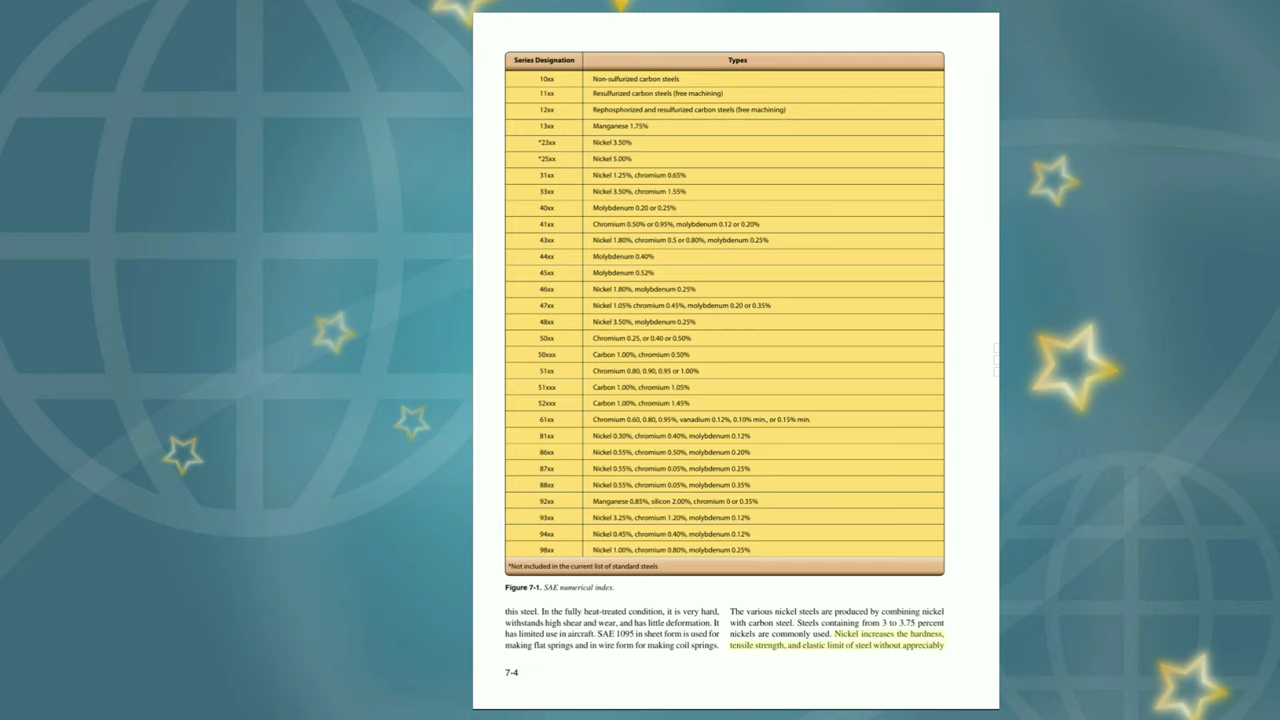 Series Designation Types
10xx Non-sulfurized carbon steels
11xx Resulfurized carbon steels (free machining)
12xx Rephosphorized and resulfurized carbon steels (free machining)
13xx Manganese 1.75%
*23xx Nickel 3.50%
*25xx Nickel 5.00%
31xx Nickel 1.25%, chromium 0.65%
33xx Nickel 3.50%, chromium 1.55%
40xx Molybdenum 0.20 or 0.25%
41xx Chromium 0.50% or 0.95%, molybdenum 0.12 or 0.20%
43xx Nickel 1.80%, chromium 0.5 or 0.80%, molybdenum 0.25%
44xx Molybdenum 0.40%
45xx Molybdenum 0.52%
46xx Nickel 1.80%, molybdenum 0.25%
47xx Nickel 1.05% chromium 0.45%, molybdenum 0.20 or 0.35%
48xx Nickel 3.50%, molybdenum 0.25%
50xx Chromium 0.25, or 0.40 or 0.50%
50xxx Carbon 1.00%, chromium 0.50%
51xx Chromium 0.80, 0.90, 0.95 or 1.00%
51xxx Carbon 1.00%, chromium 1.05%
52xxx Carbon 1.00%, chromium 1.45%
61xx Chromium 0.60, 0.80, 0.95%, vanadium 0.12%, 0.10% min., or 0.15% min.
81xx Nickel 0.30%, chromium 0.40%, molybdenum 0.12%
86xx Nickel 0.55%, chromium 0.50%, molybdenum 0.20%
87xx Nickel 0.55%, chromium 0.05%, molybdenum 0.25%
88xx Nickel 0.55%, chromium 0.05%, molybdenum 0.35%
92xx Manganese 0.85%, silicon 2.00%, chromium 0 or 0.35%
93xx Nickel 3.25%, chromium 1.20%, molybdenum 0.12%
94xx Nickel 0.45%, chromium 0.40%, molybdenum 0.12%
98xx Nickel 1.00%, chromium 0.80%, molybdenum 0.25%
*Not included in the current list of standard steels
Figure 7-1. SAE numerical index.
this steel. In the fully heat-treated condition, it is very hard,
withstands high shear and wear, and has little deformation. It
has limited use in aircraft. SAE 1095 in sheet form is used for
making flat springs and in wire form for making coil springs.
The various nickel steels are produced by combining nickel
with carbon steel. Steels containing from 3 to 3.75 percent
nickels are commonly used. Nickel increases the hardness,
tensile strength, and elastic limit of steel without appreciably
7-4